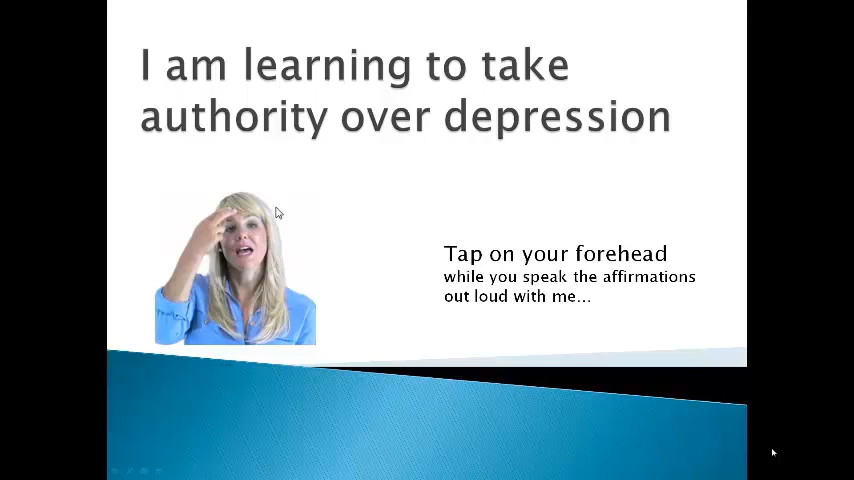 I am learning to take
authority over depression
Tap on your forehead
while you speak the affirmations
out loud with me...